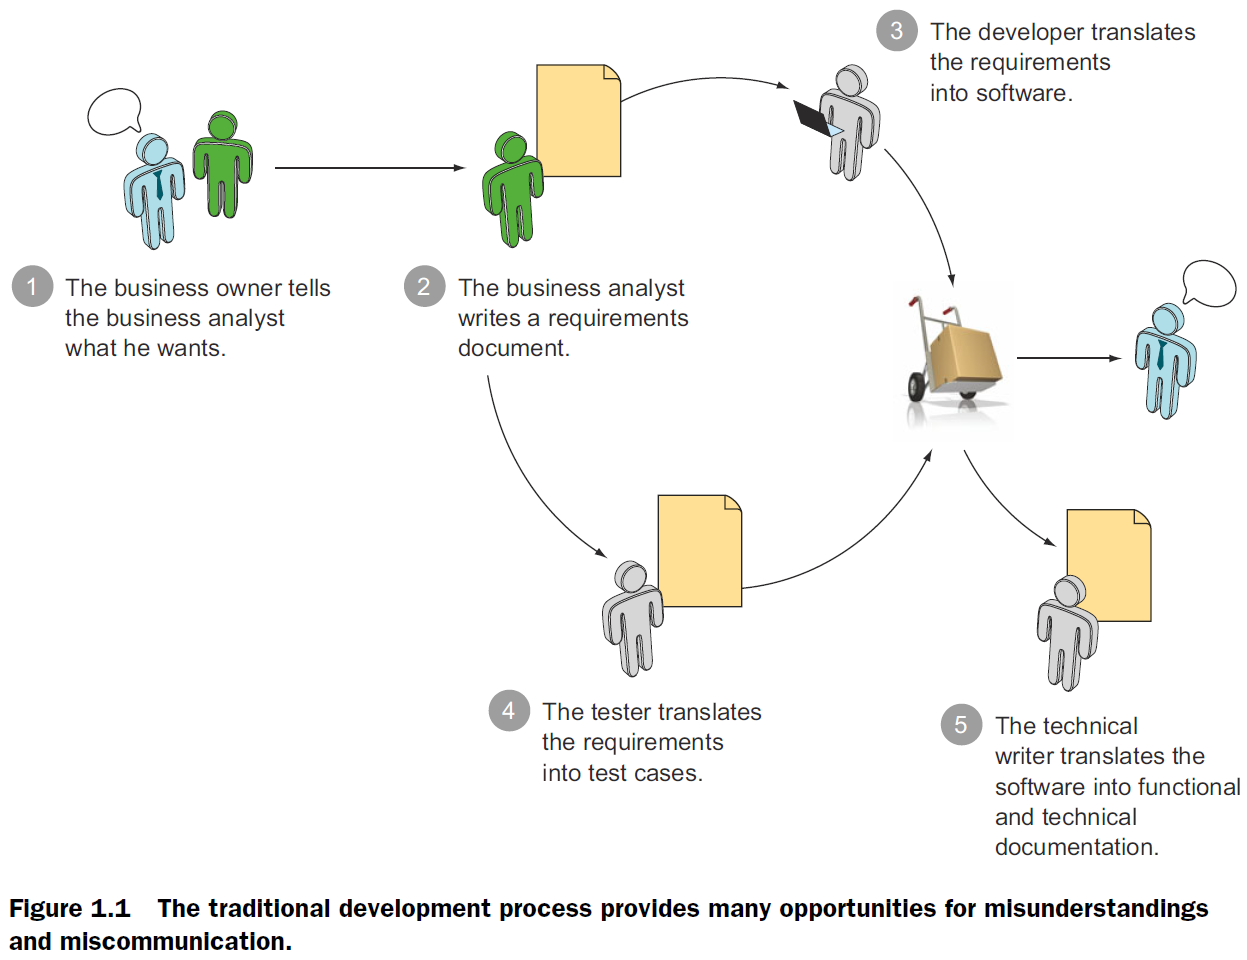 1 The business owner tells
the business analyst
what he wants.
2 The business analyst
writes a requirements
document.
3 The developer translates
the requirements
into software.
4 The tester translates
the requirements
into test cases.
5 The technical
writer translates the
software into functional
and technical
documentation.
Figure 1.1 The traditional development process provides many opportunities for misunderstandings
and miscommunication.